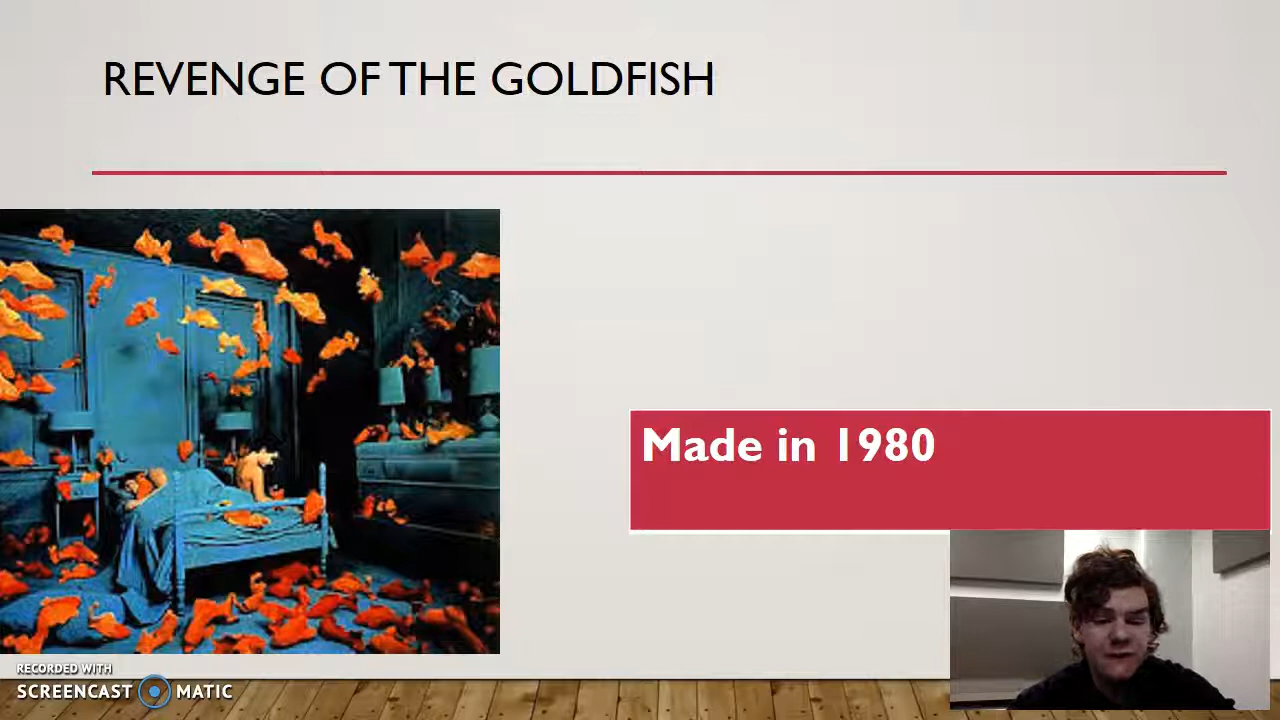 REVENGE OF THE GOLDFISH
Made in 1980
RECORDED WITH
SCREENCAST MATIC